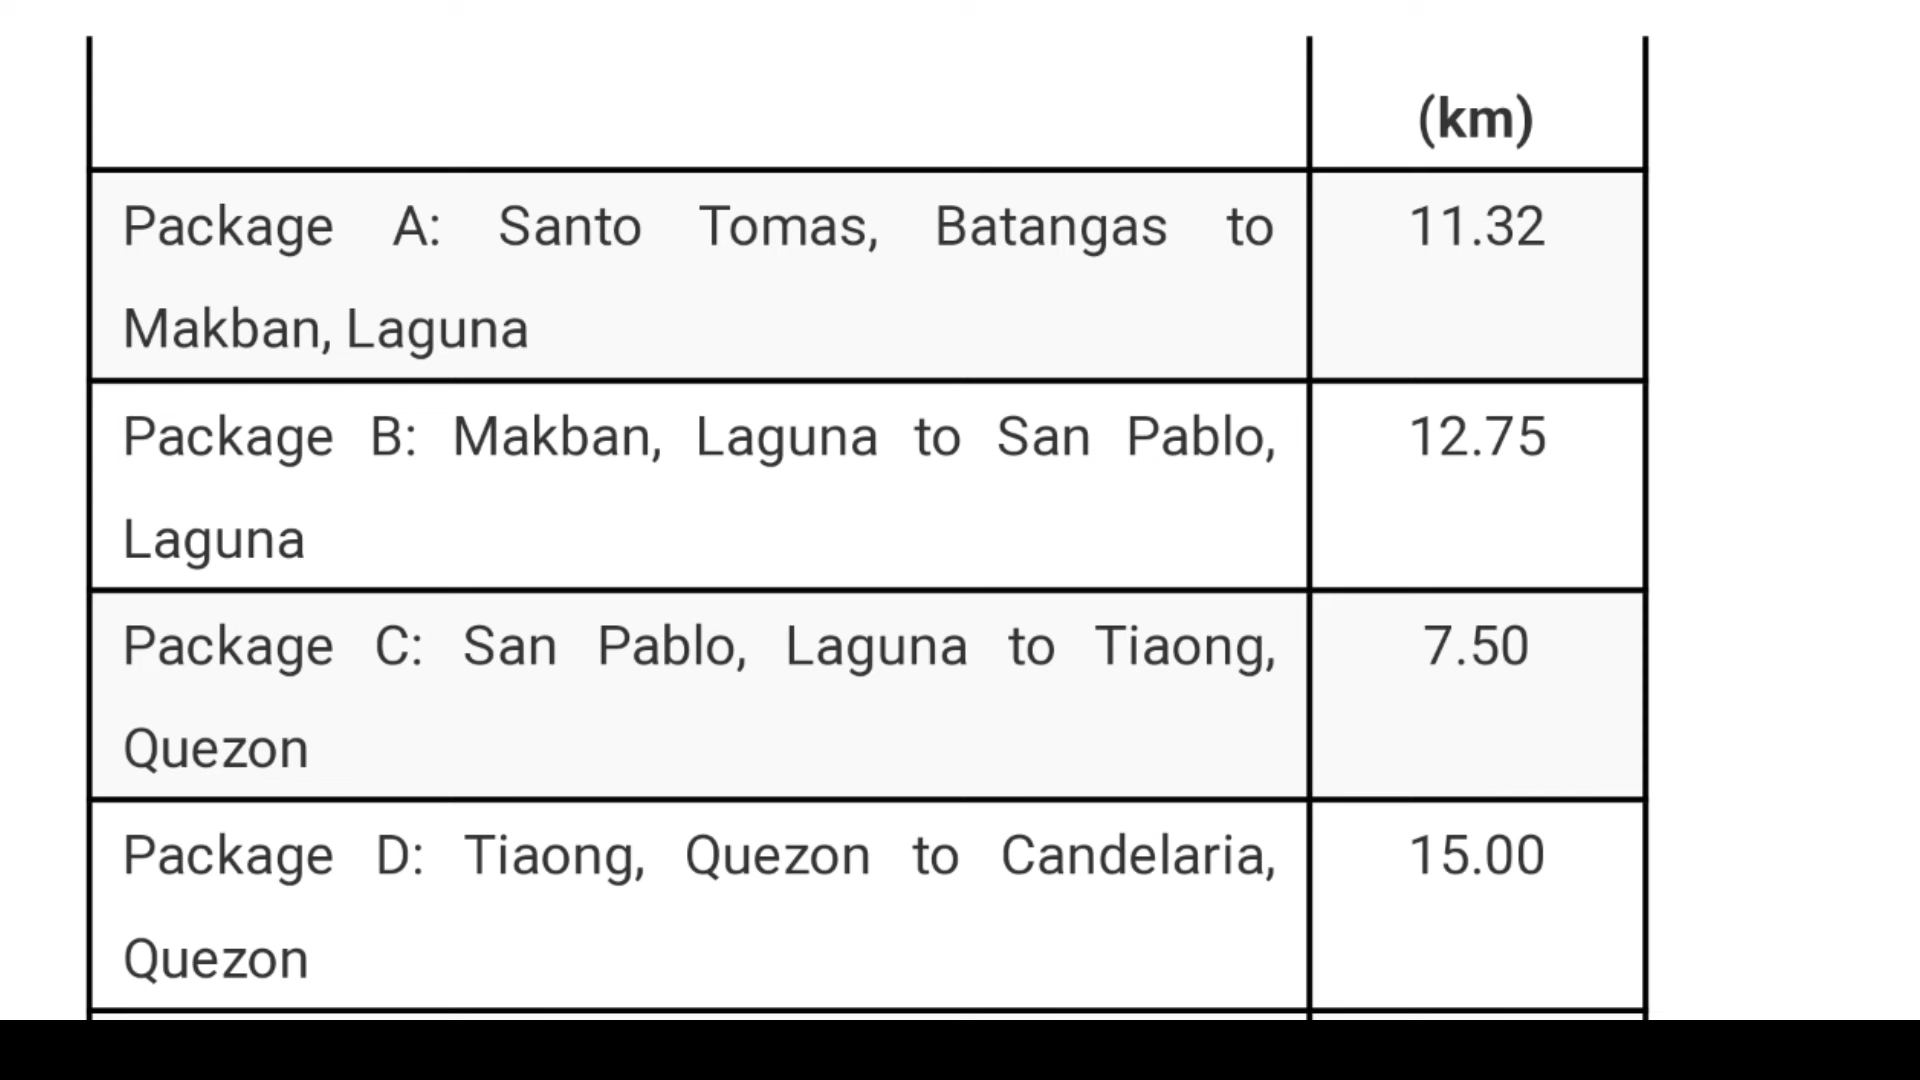 (km)
Package A: Santo Tomas, Batangas to
Makban, Laguna
11.32
Package B: Makban, Laguna to San Pablo,
Laguna
12.75
Package C: San Pablo, Laguna to Tiaong,
Quezon
7.50
Package D: Tiaong, Quezon to Candelaria,
Quezon
15.00